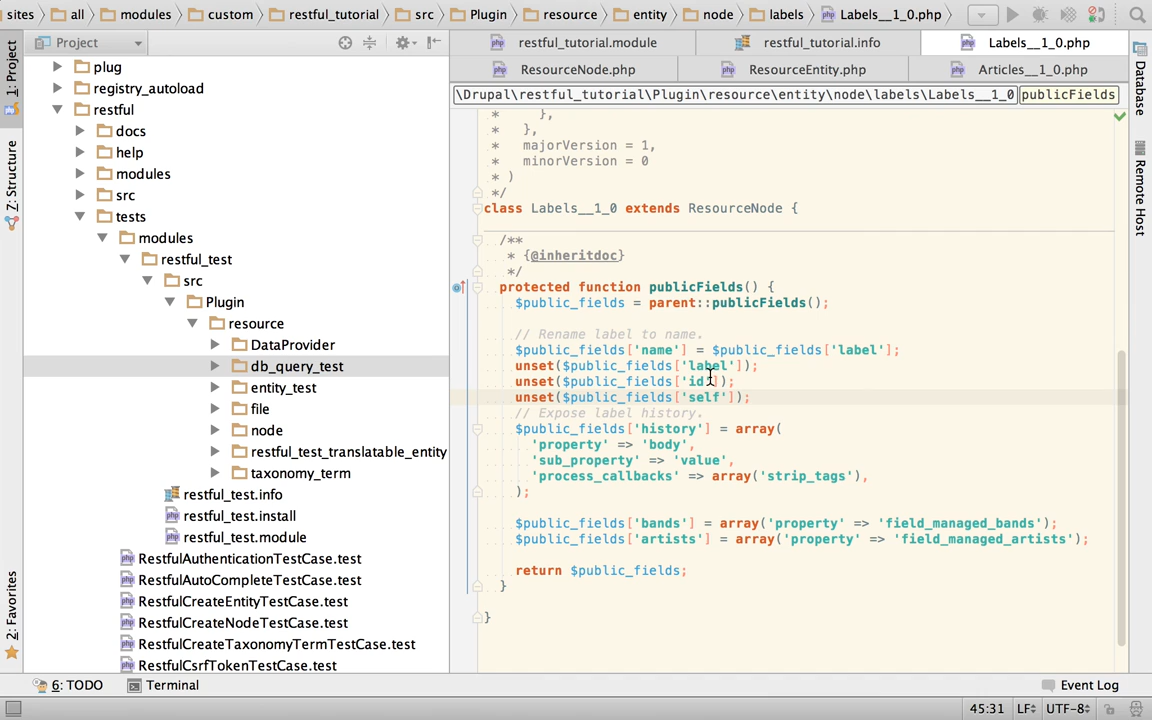 sites all modules custom restful_tutorial src Plugin resource entity node labels Labels__1_0.php
Project
restful_tutorial.module restful_tutorial.info Labels__1_0.php
ResourceNode.php ResourceEntity.php Articles__1_0.php
\Drupal\restful_tutorial\Plugin\resource\entity\node\labels\Labels__1_0 publicFields
1: Project
Z: Structure
2: Favorites
plug
registry_autoload
restful
docs
help
modules
src
tests
modules
restful_test
src
Plugin
resource
DataProvider
db_query_test
entity_test
file
node
restful_test_translatable_entity
taxonomy_term
restful_test.info
restful_test.install
restful_test.module
RestfulAuthenticationTestCase.test
RestfulAutoCompleteTestCase.test
RestfulCreateEntityTestCase.test
RestfulCreateNodeTestCase.test
RestfulCreateTaxonomyTermTestCase.test
RestfulCsrfTokenTestCase.test
*     },
*   },
*   majorVersion = 1,
*   minorVersion = 0
* )
*/
class Labels__1_0 extends ResourceNode {
/**
* {@inheritdoc}
*/
protected function publicFields() {
$public_fields = parent::publicFields();
// Rename label to name.
$public_fields['name'] = $public_fields['label'];
unset($public_fields['label']);
unset($public_fields['id']);
unset($public_fields['self']);
// Expose label history.
$public_fields['history'] = array(
'property' => 'body',
'sub_property' => 'value',
'process_callbacks' => array('strip_tags'),
);
$public_fields['bands'] = array('property' => 'field_managed_bands');
$public_fields['artists'] = array('property' => 'field_managed_artists');
return $public_fields;
}
}
Database
Remote Host
6: TODO Terminal Event Log
45:31 LF UTF-8